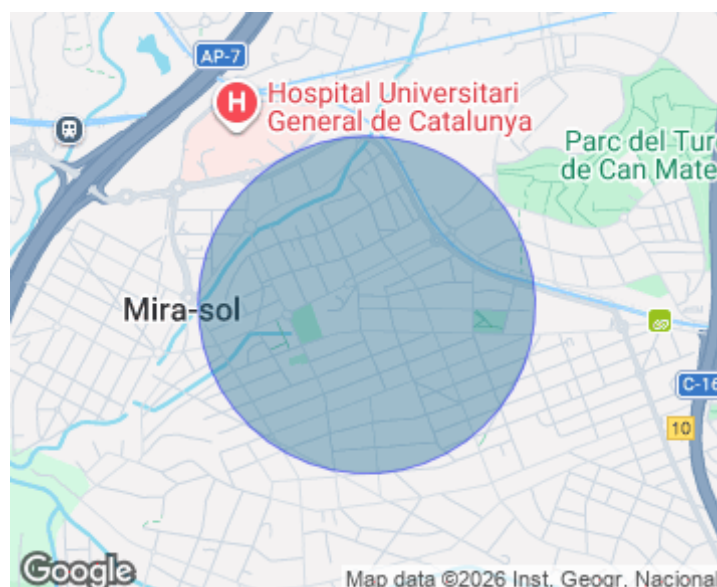 AP-7
H
Hospital Universitari
General de Catalunya
Parc del Tur
de Can Mate
Mira-sol
C-16
10
Google
Map data ©2026 Inst. Geogr. Nacional